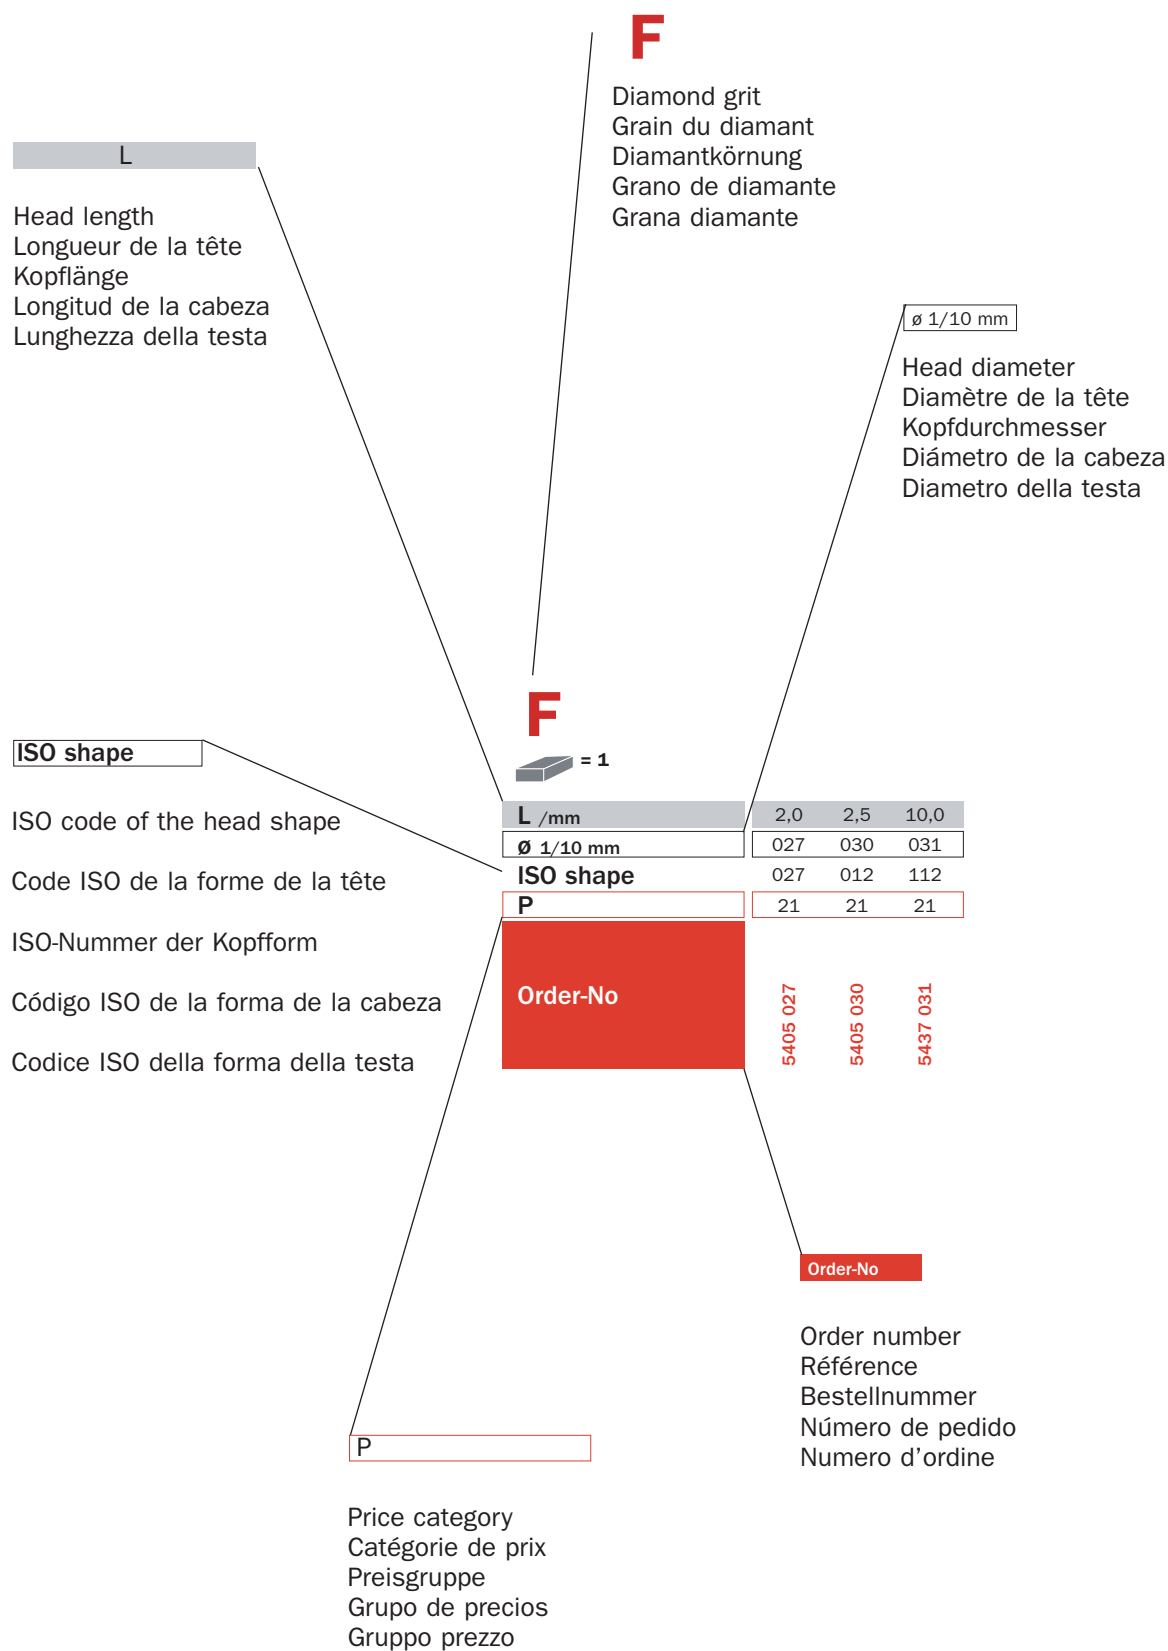 F
Diamond grit
Grain du diamant
Diamantkörnung
Grano de diamante
Grana diamante
L
Head length
Longueur de la tête
Kopflänge
Longitud de la cabeza
Lunghezza della testa
ø 1/10 mm
Head diameter
Diamètre de la tête
Kopfdurchmesser
Diámetro de la cabeza
Diametro della testa
F
= 1
ISO shape
ISO code of the head shape
Code ISO de la forme de la tête
ISO-Nummer der Kopfform
Código ISO de la forma de la cabeza
Codice ISO della forma della testa
L /mm 2,0 2,5 10,0
Ø 1/10 mm 027 030 031
ISO shape 027 012 112
P 21 21 21
Order-No 5405 027 5405 030 5437 031
Order-No
Order number
Référence
Bestellnummer
Número de pedido
Numero d’ordine
P
Price category
Catégorie de prix
Preisgruppe
Grupo de precios
Gruppo prezzo